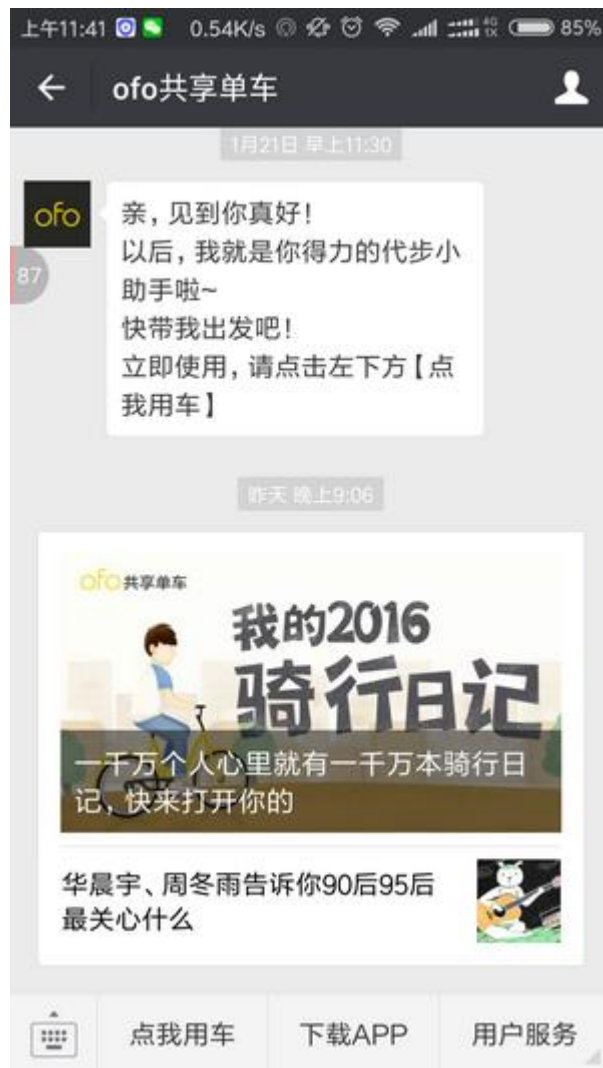 上午11:41 0.54K/s 4G 1X 85%
ofo共享单车
1月21日 早上11:30
ofo
亲，见到你真好！
以后，我就是你得力的代步小
助手啦~
87
快带我出发吧！
立即使用，请点击左下方【点
我用车】
昨天 晚上9:06
ofo共享单车
我的2016
骑行日记
一千万个人心里就有一千万本骑行日
记，快来打开你的
华晨宇、周冬雨告诉你90后95后
最关心什么
点我用车 下载APP 用户服务